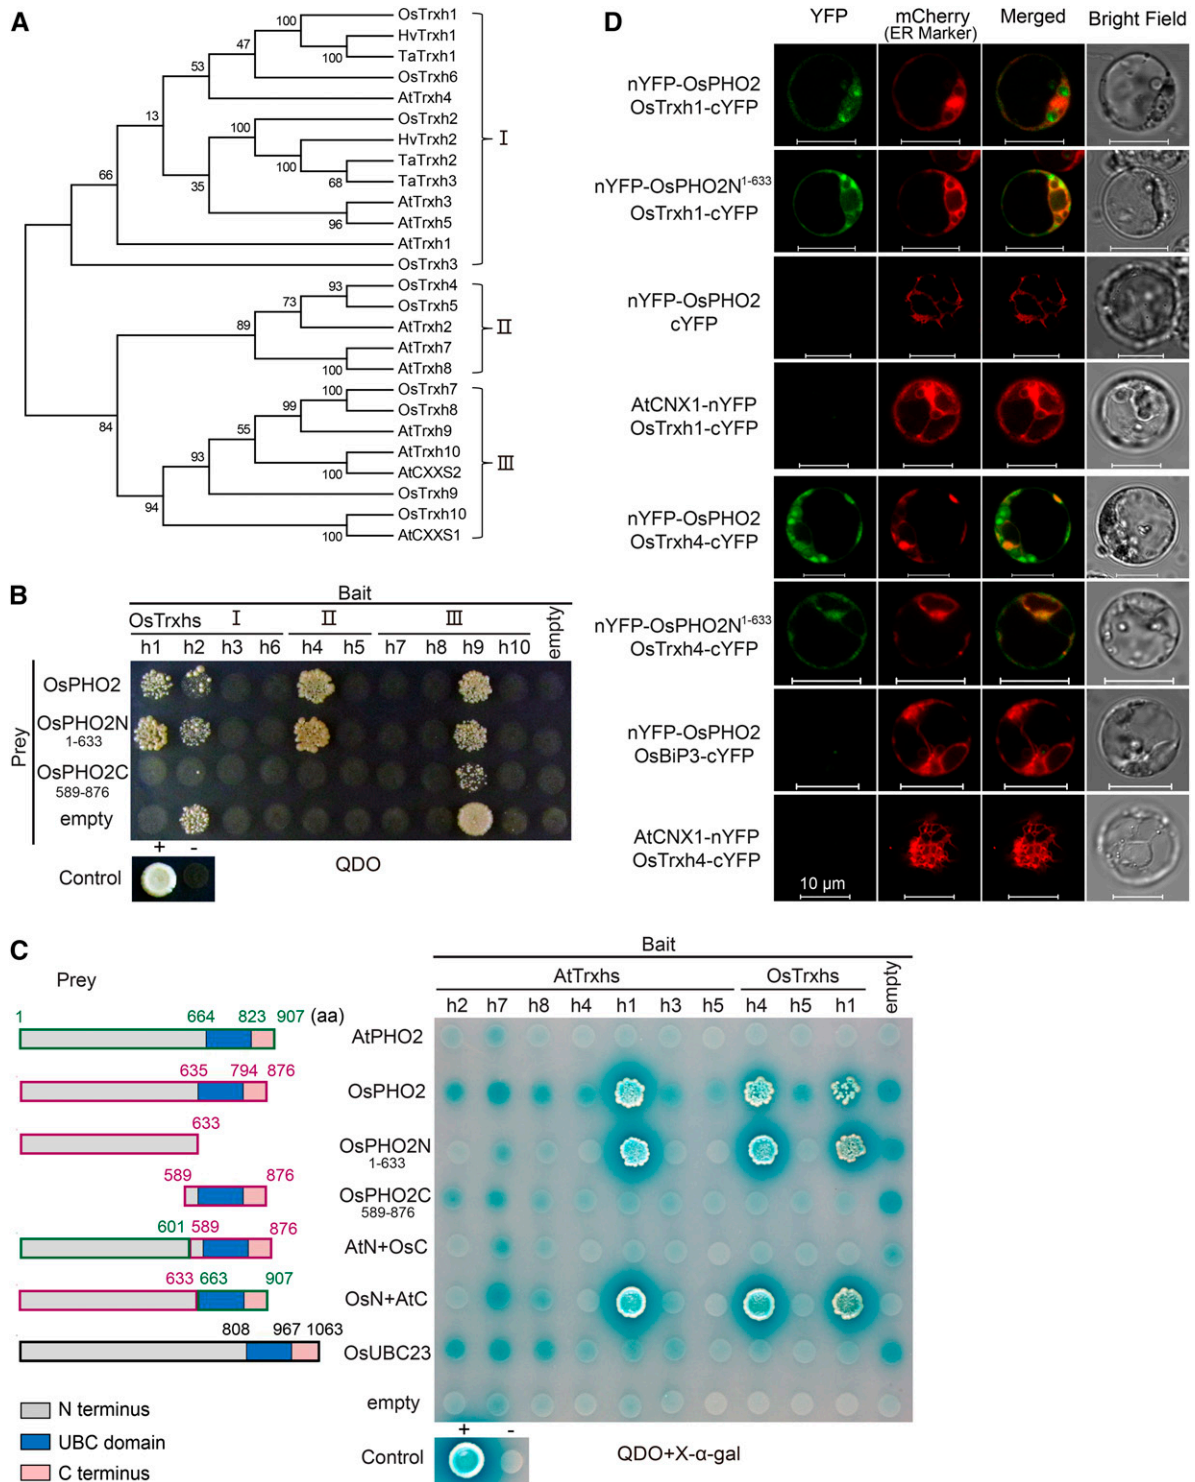 A
OsTrxh1
HvTrxh1
TaTrxh1
OsTrxh6
AtTrxh4
OsTrxh2
HvTrxh2
TaTrxh2
TaTrxh3
AtTrxh3
AtTrxh5
AtTrxh1
OsTrxh3
OsTrxh4
OsTrxh5
AtTrxh2
AtTrxh7
AtTrxh8
OsTrxh7
OsTrxh8
AtTrxh9
AtTrxh10
AtCXXS2
OsTrxh9
OsTrxh10
AtCXXS1
100
47
100
53
13
100
100
68
66
35
96
93
73
89
100
84
100
99
55
93
100
94
100
I
II
III
B
Bait
OsTrxhs I II III empty
h1 h2 h3 h6 h4 h5 h7 h8 h9 h10
Prey
OsPHO2
OsPHO2N
1-633
OsPHO2C
589-876
empty
+ -
Control
QDO
D
YFP mCherry Merged Bright Field
(ER Marker)
nYFP-OsPHO2
OsTrxh1-cYFP
nYFP-OsPHO2N1-633
OsTrxh1-cYFP
nYFP-OsPHO2
cYFP
AtCNX1-nYFP
OsTrxh1-cYFP
nYFP-OsPHO2
OsTrxh4-cYFP
nYFP-OsPHO2N1-633
OsTrxh4-cYFP
nYFP-OsPHO2
OsBiP3-cYFP
AtCNX1-nYFP
OsTrxh4-cYFP
10 µm
C
Prey
Bait
AtTrxhs OsTrxhs empty
h2 h7 h8 h4 h1 h3 h5 h4 h5 h1
1 664 823 907 (aa)
AtPHO2
635 794 876
OsPHO2
633
OsPHO2N
1-633
589 876
OsPHO2C
589-876
601 589 876
AtN+OsC
633 663 907
OsN+AtC
808 967 1063
OsUBC23
empty
N terminus
UBC domain
C terminus
+ -
Control
QDO+X-α-gal